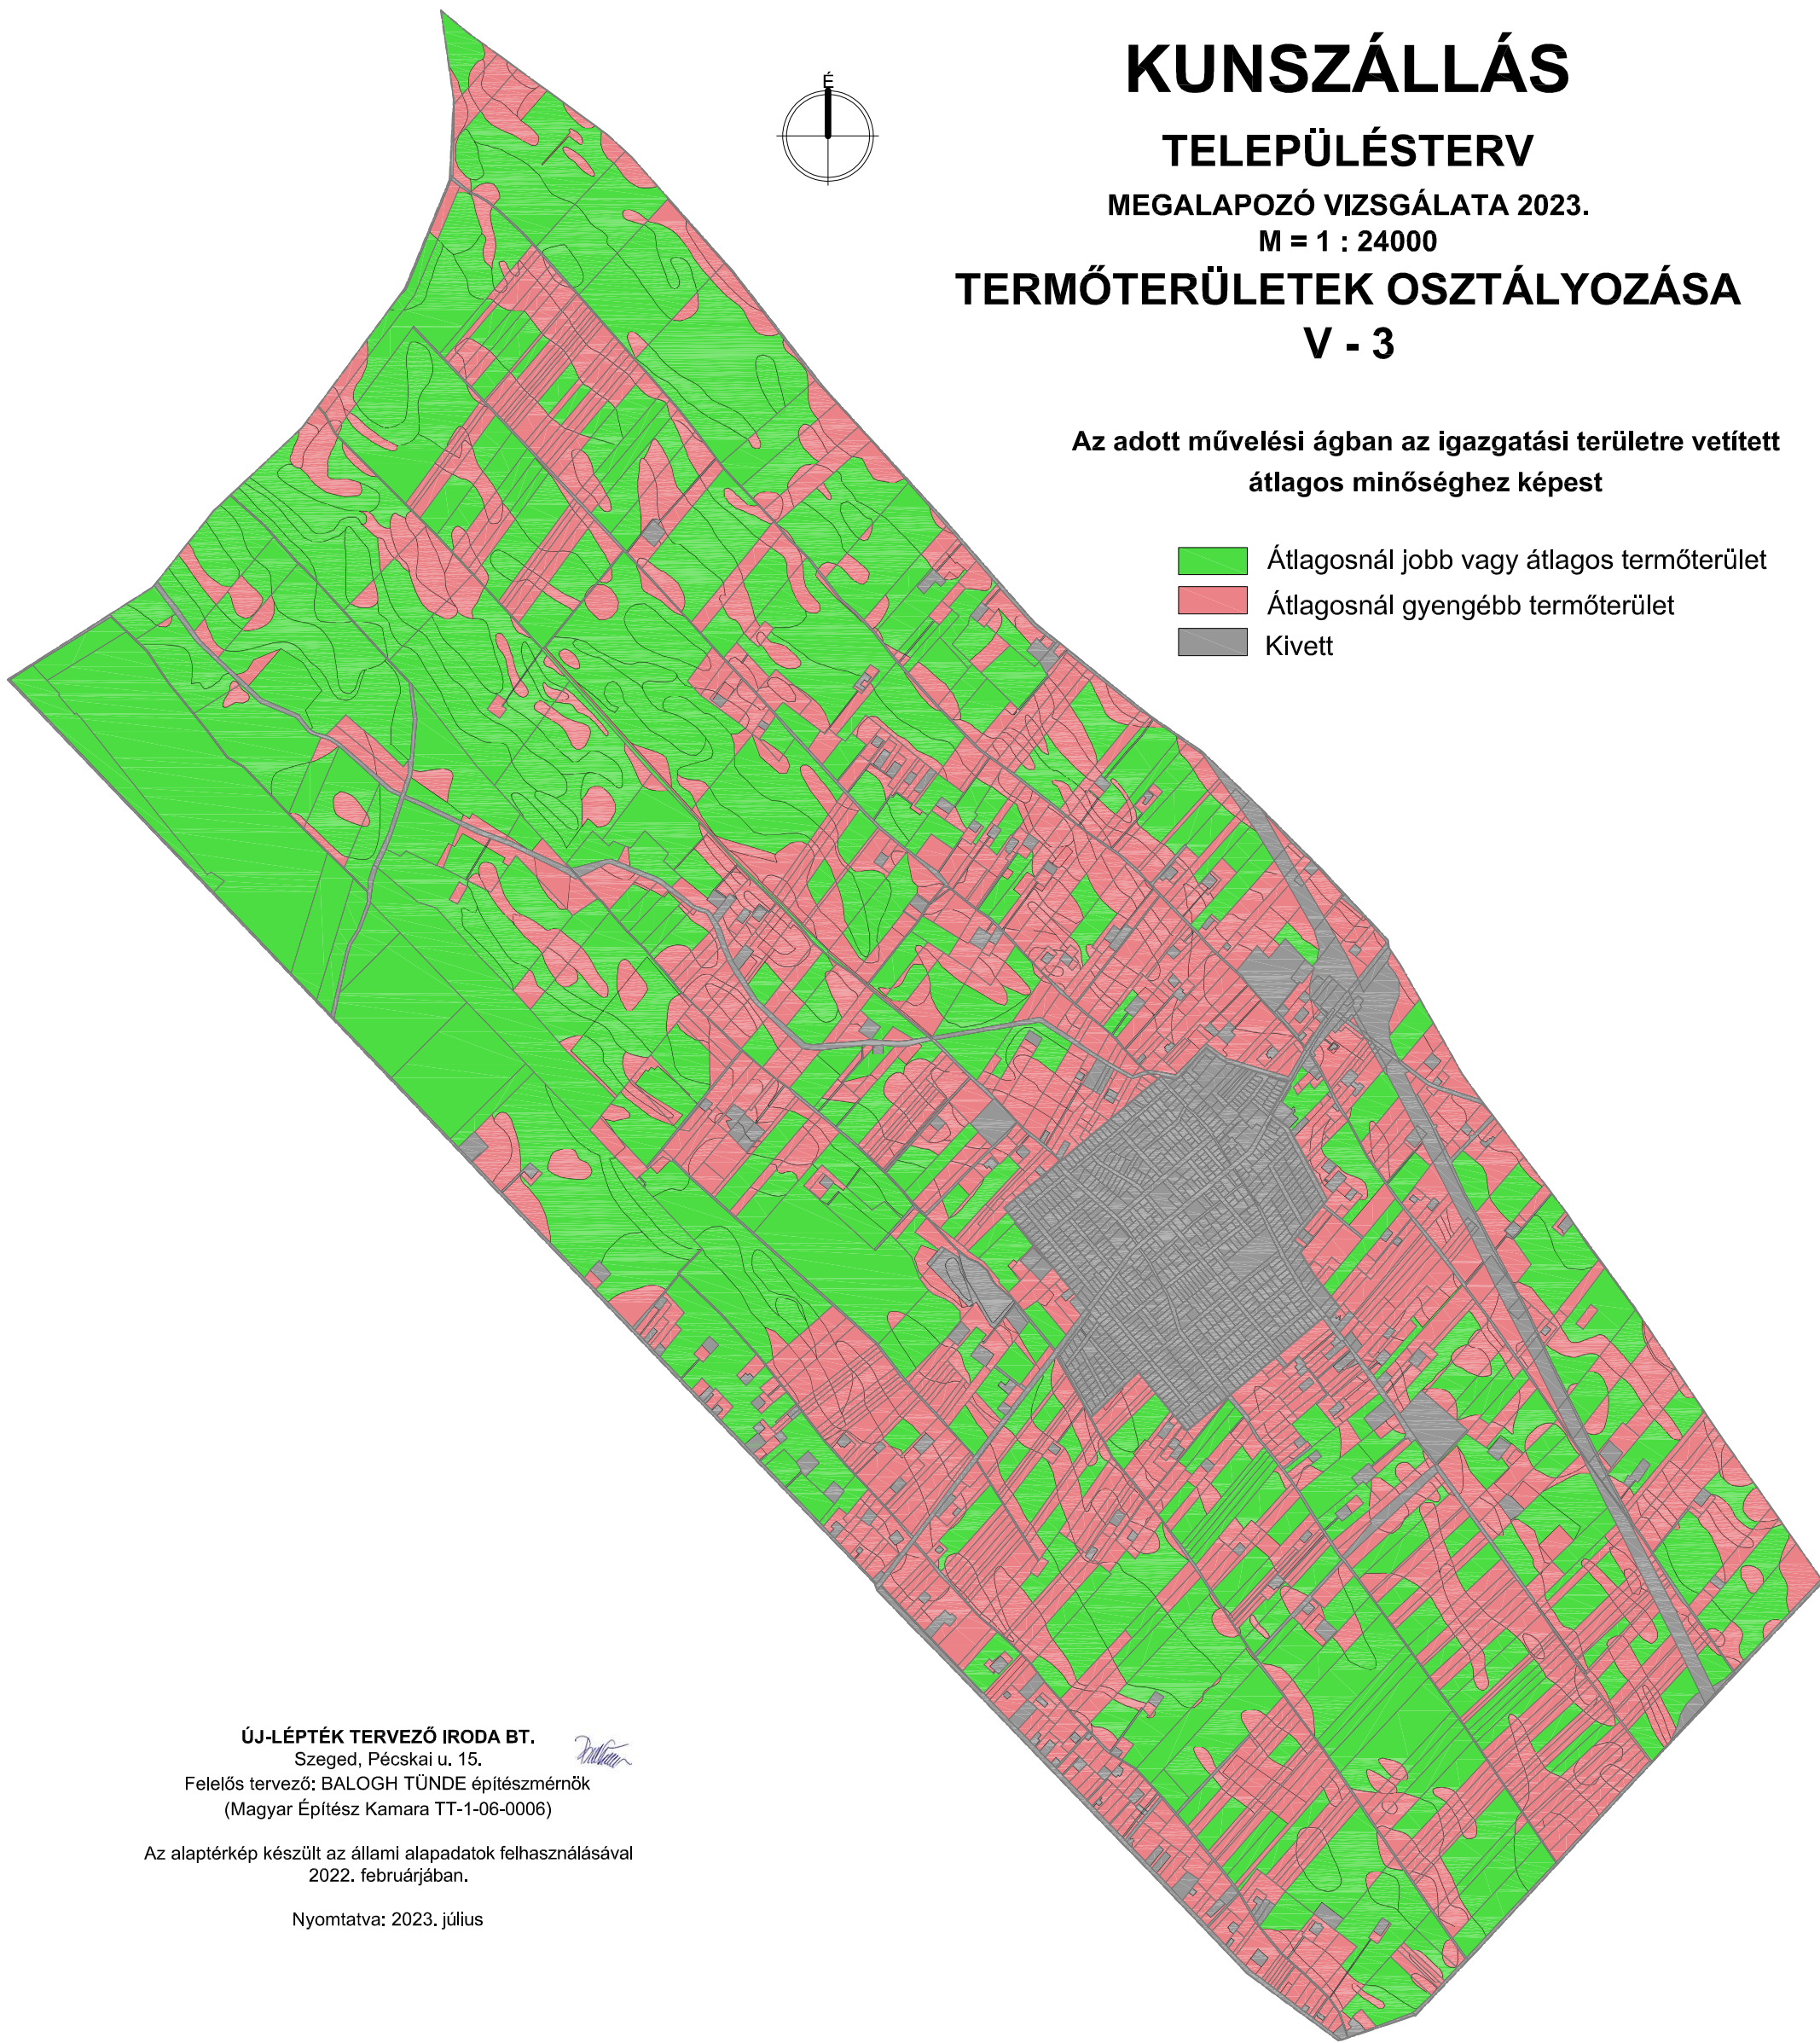 É
KUNSZÁLLÁS
TELEPÜLÉSTERV
MEGALAPOZÓ VIZSGÁLATA 2023.
M = 1 : 24000
TERMŐTERÜLETEK OSZTÁLYOZÁSA
V - 3
Az adott művelési ágban az igazgatási területre vetített
átlagos minőséghez képest
Átlagosnál jobb vagy átlagos termőterület
Átlagosnál gyengébb termőterület
Kivett
ÚJ-LÉPTÉK TERVEZŐ IRODA BT.
Szeged, Pécskai u. 15.
Felelős tervező: BALOGH TÜNDE építészmérnök
(Magyar Építész Kamara TT-1-06-0006)
Az alaptérkép készült az állami alapadatok felhasználásával
2022. februárjában.
Nyomtatva: 2023. július